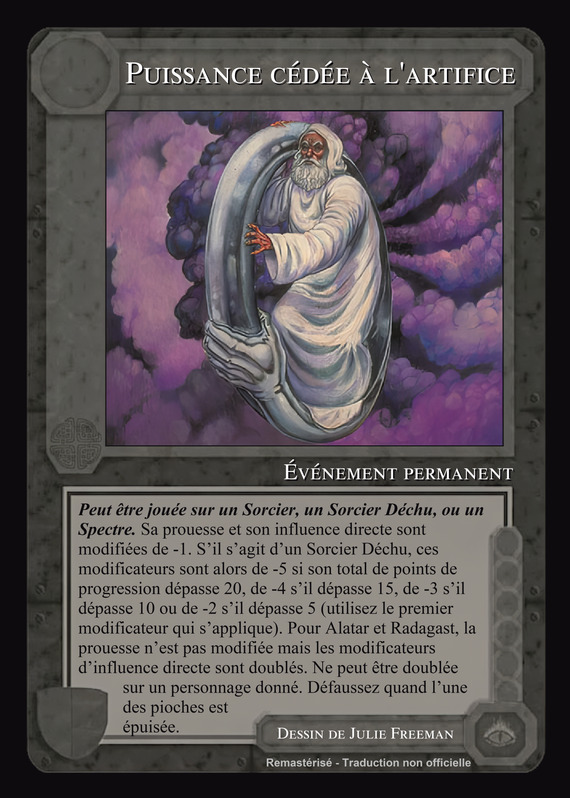 Puissance cédée à l'artifice
Événement permanent
Peut être jouée sur un Sorcier, un Sorcier Déchu, ou un
Spectre. Sa prouesse et son influence directe sont
modifiées de -1. S’il s’agit d’un Sorcier Déchu, ces
modificateurs sont alors de -5 si son total de points de
progression dépasse 20, de -4 s’il dépasse 15, de -3 s’il
dépasse 10 ou de -2 s’il dépasse 5 (utilisez le premier
modificateur qui s’applique). Pour Alatar et Radagast, la
prouesse n’est pas modifiée mais les modificateurs
d’influence directe sont doublés. Ne peut être doublée
sur un personnage donné. Défaussez quand l’une
des pioches est
épuisée.
Dessin de Julie Freeman
Remastérisé - Traduction non officielle